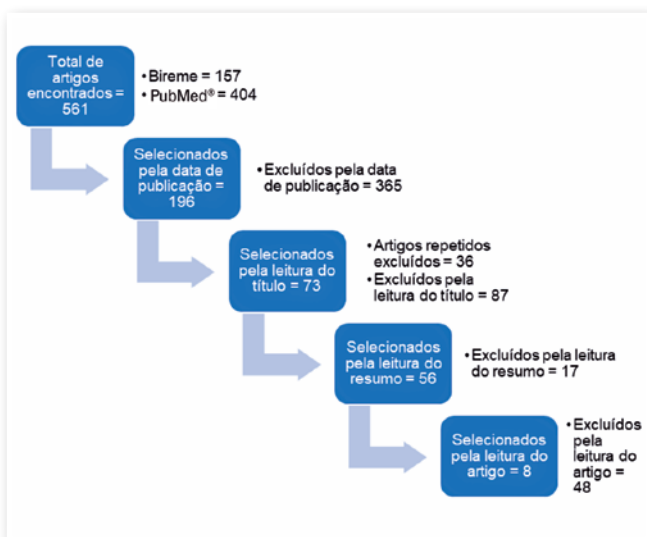 Total de
artigos
encontrados =
561
• Bireme = 157
• PubMed® = 404
Selecionados
pela data de
publicação =
196
• Excluídos pela data
de publicação = 365
Selecionados
pela leitura do
título = 73
• Artigos repetidos
excluídos = 36
• Excluídos pela
leitura do título = 87
Selecionados
pela leitura do
resumo = 56
• Excluídos pela leitura
do resumo = 17
Selecionados
pela leitura do
artigo = 8
• Excluídos
pela
leitura do
artigo =
48